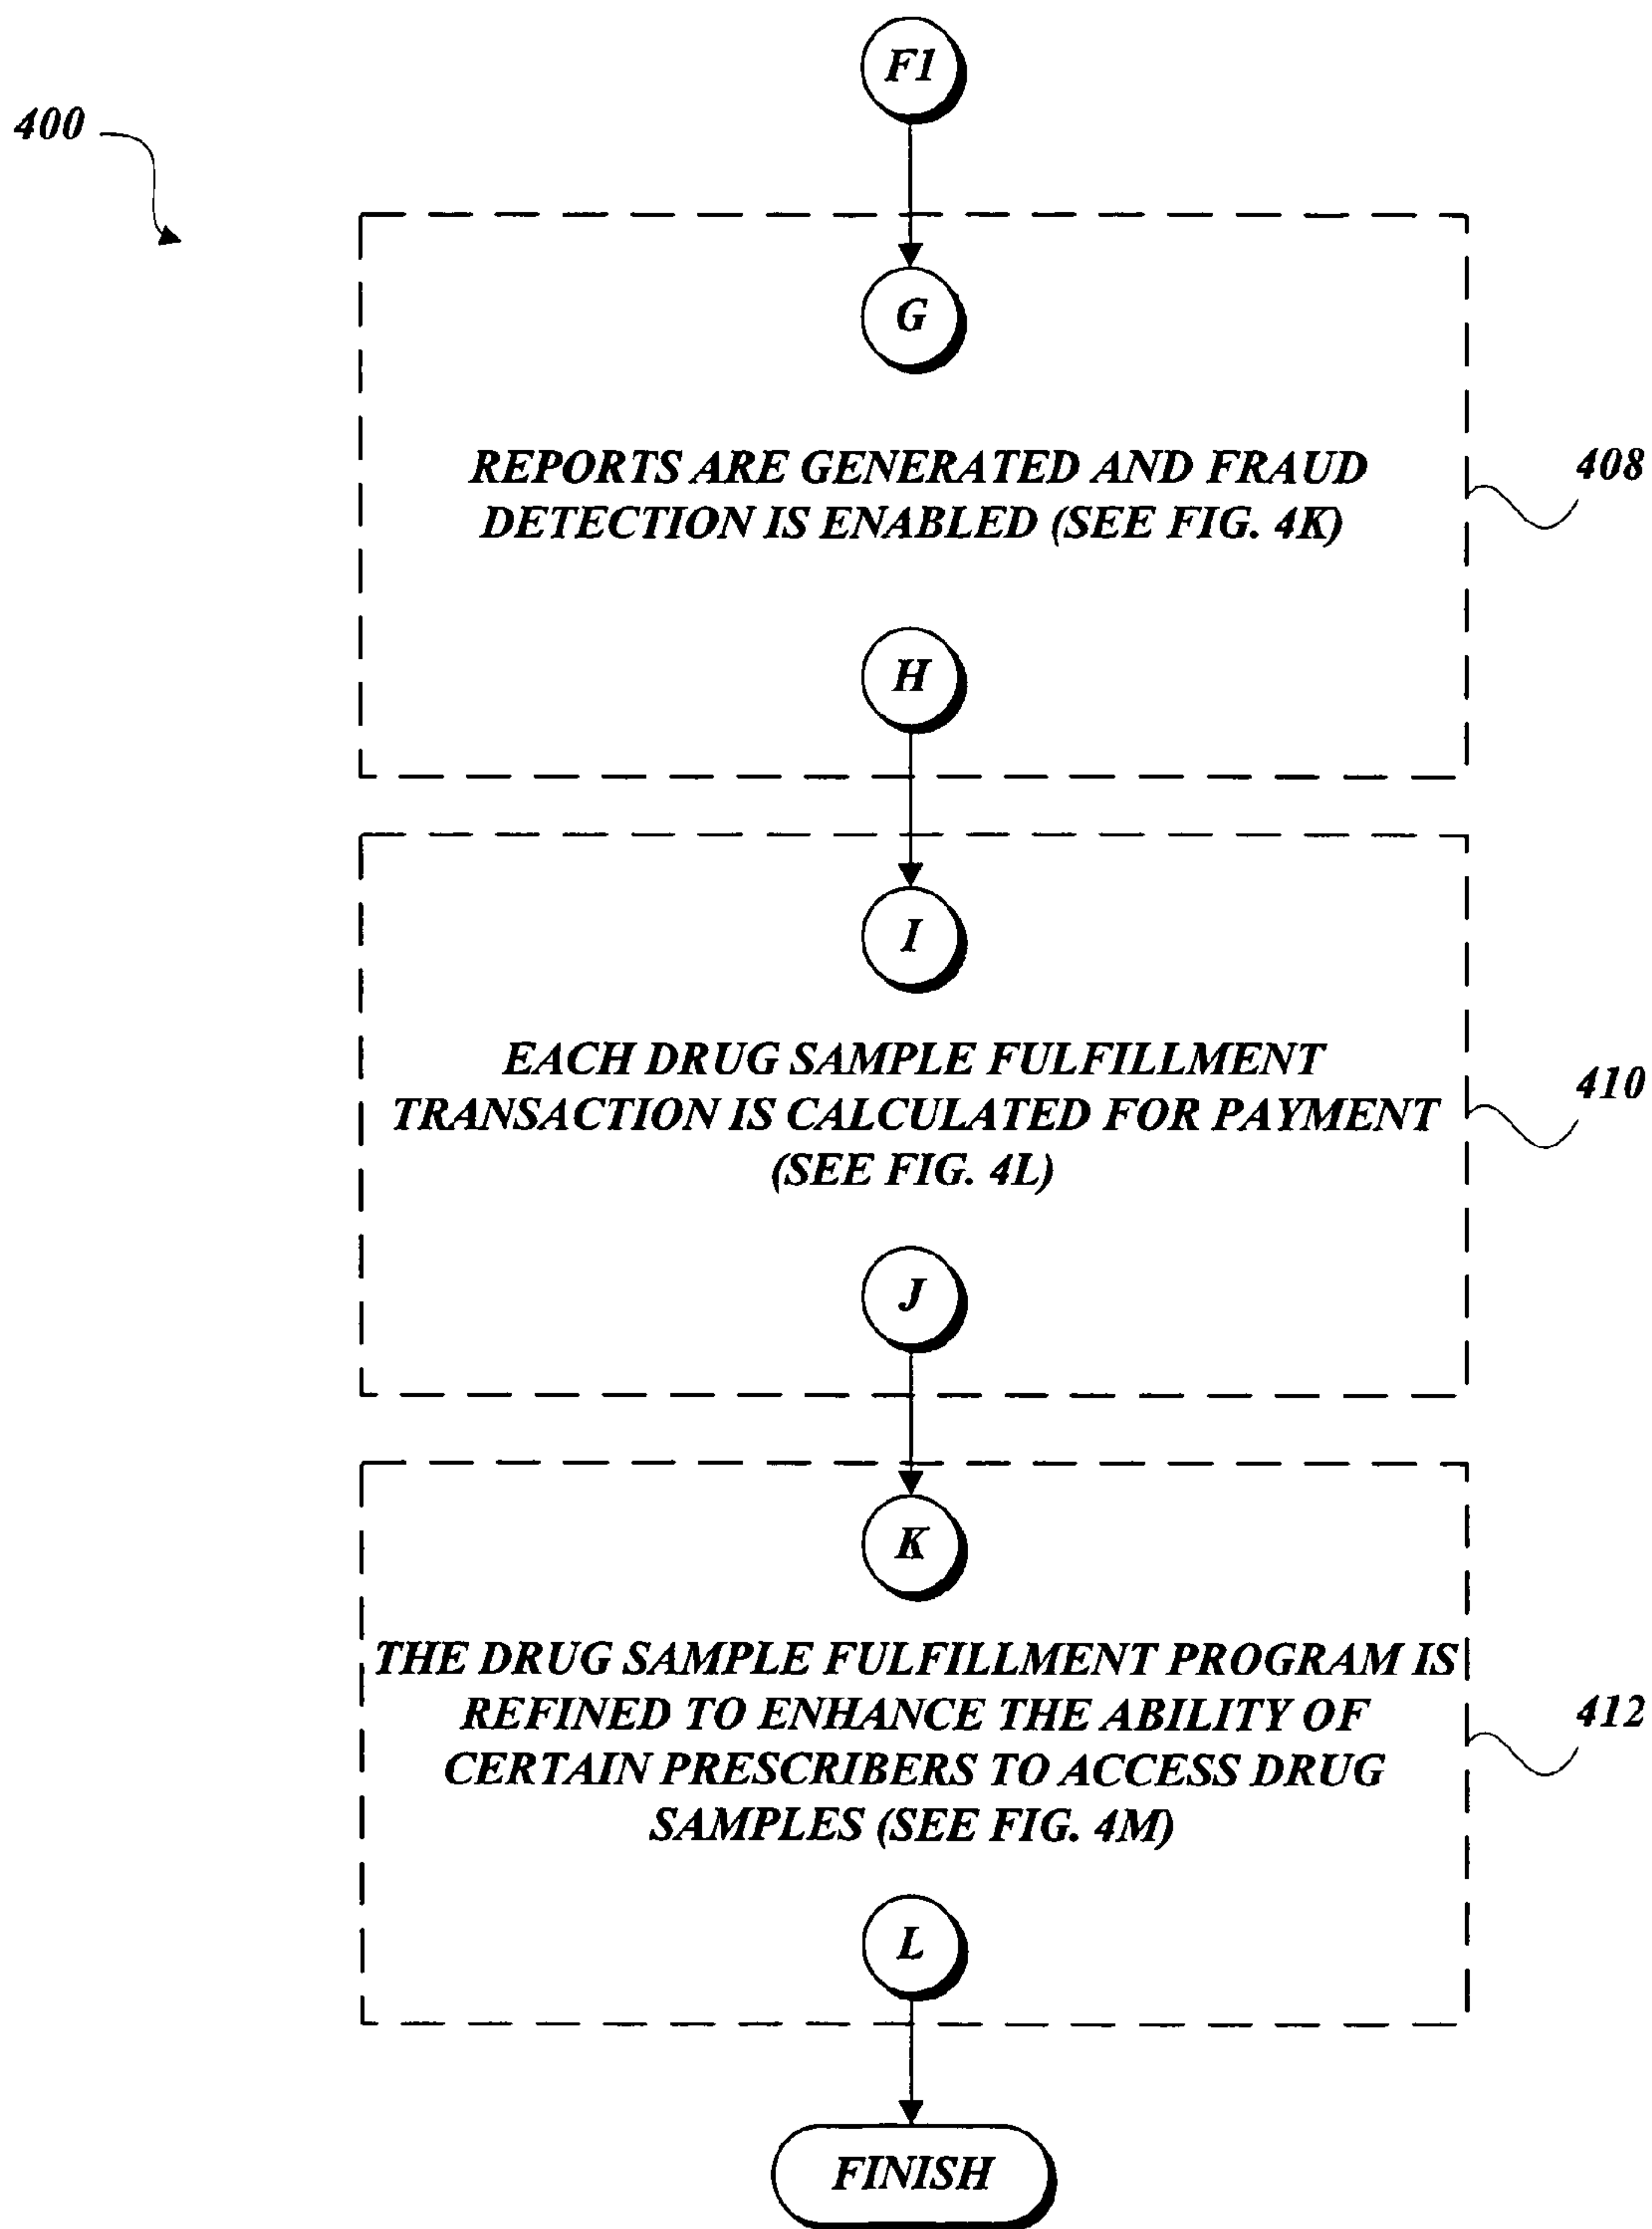 F1
400
G
REPORTS ARE GENERATED AND FRAUD
DETECTION IS ENABLED (SEE FIG. 4K)
408
H
I
EACH DRUG SAMPLE FULFILLMENT
TRANSACTION IS CALCULATED FOR PAYMENT
(SEE FIG. 4L)
410
J
K
THE DRUG SAMPLE FULFILLMENT PROGRAM IS
REFINED TO ENHANCE THE ABILITY OF
CERTAIN PRESCRIBERS TO ACCESS DRUG
SAMPLES (SEE FIG. 4M)
412
L
FINISH